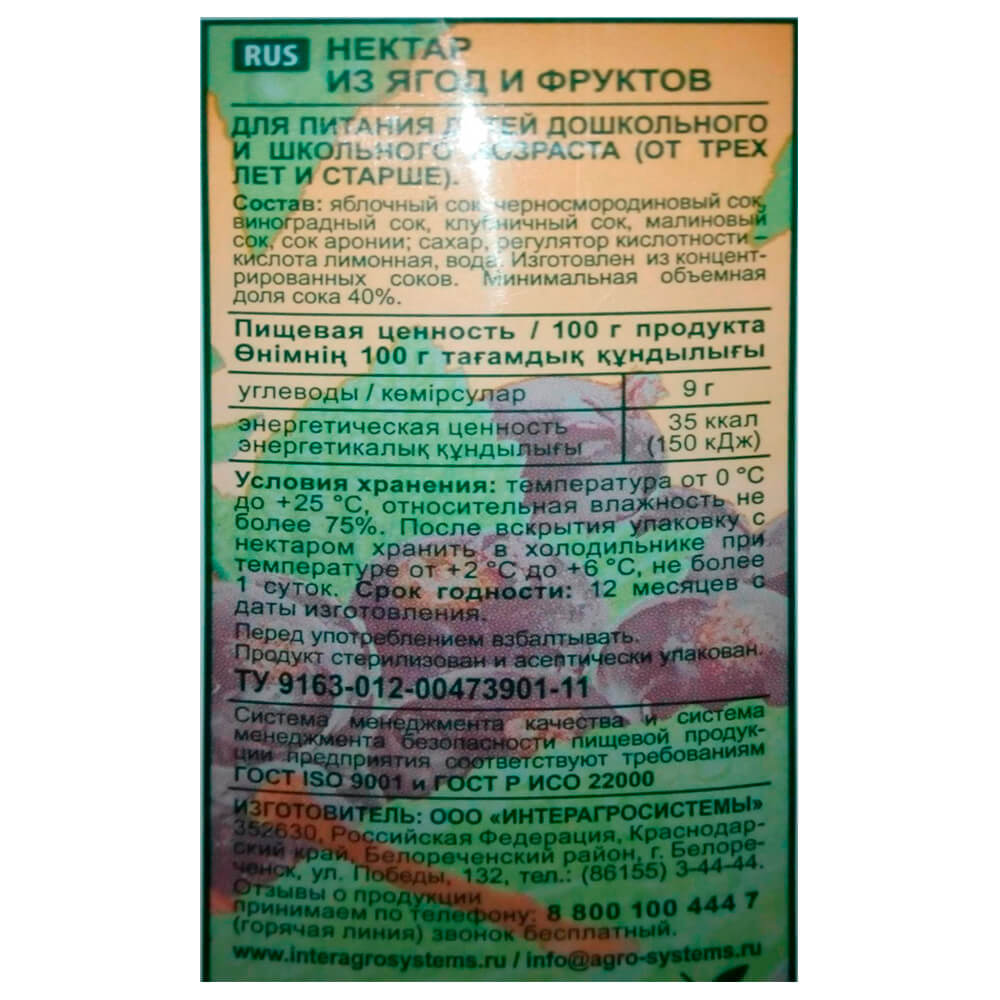 RUS НЕКТАР
ИЗ ЯГОД И ФРУКТОВ
ДЛЯ ПИТАНИЯ ДЕТЕЙ ДОШКОЛЬНОГО
И ШКОЛЬНОГО ВОЗРАСТА (ОТ ТРЕХ
ЛЕТ И СТАРШЕ).
Состав: яблочный сок, черносмородиновый сок,
виноградный сок, клубничный сок, малиновый
сок, сок аронии; сахар, регулятор кислотности –
кислота лимонная, вода. Изготовлен из концент-
рированных соков. Минимальная объемная
доля сока 40%.
Пищевая ценность / 100 г продукта
Өнімнің 100 г тағамдық құндылығы
углеводы / көмірсулар 9 г
энергетическая ценность 35 ккал
энергетикалық құндылығы (150 кДж)
Условия хранения: температура от 0 °C
до +25 °C, относительная влажность не
более 75%. После вскрытия упаковку с
нектаром хранить в холодильнике при
температуре от +2 °C до +6 °C, не более
1 суток. Срок годности: 12 месяцев с
даты изготовления.
Перед употреблением взбалтывать.
Продукт стерилизован и асептически упакован.
ТУ 9163-012-00473901-11
Система менеджмента качества и система
менеджмента безопасности пищевой продук-
ции предприятия соответствуют требованиям
ГОСТ ISO 9001 и ГОСТ Р ИСО 22000
ИЗГОТОВИТЕЛЬ: ООО «ИНТЕРАГРОСИСТЕМЫ»
352630, Российская Федерация, Краснодар-
ский край, Белореченский район, г. Белоре-
ченск, ул. Победы, 132, тел.: (86155) 3-44-44.
Отзывы о продукции
принимаем по телефону: 8 800 100 444 7
(горячая линия) звонок бесплатный.
www.interagrosystems.ru / info@agro-systems.ru